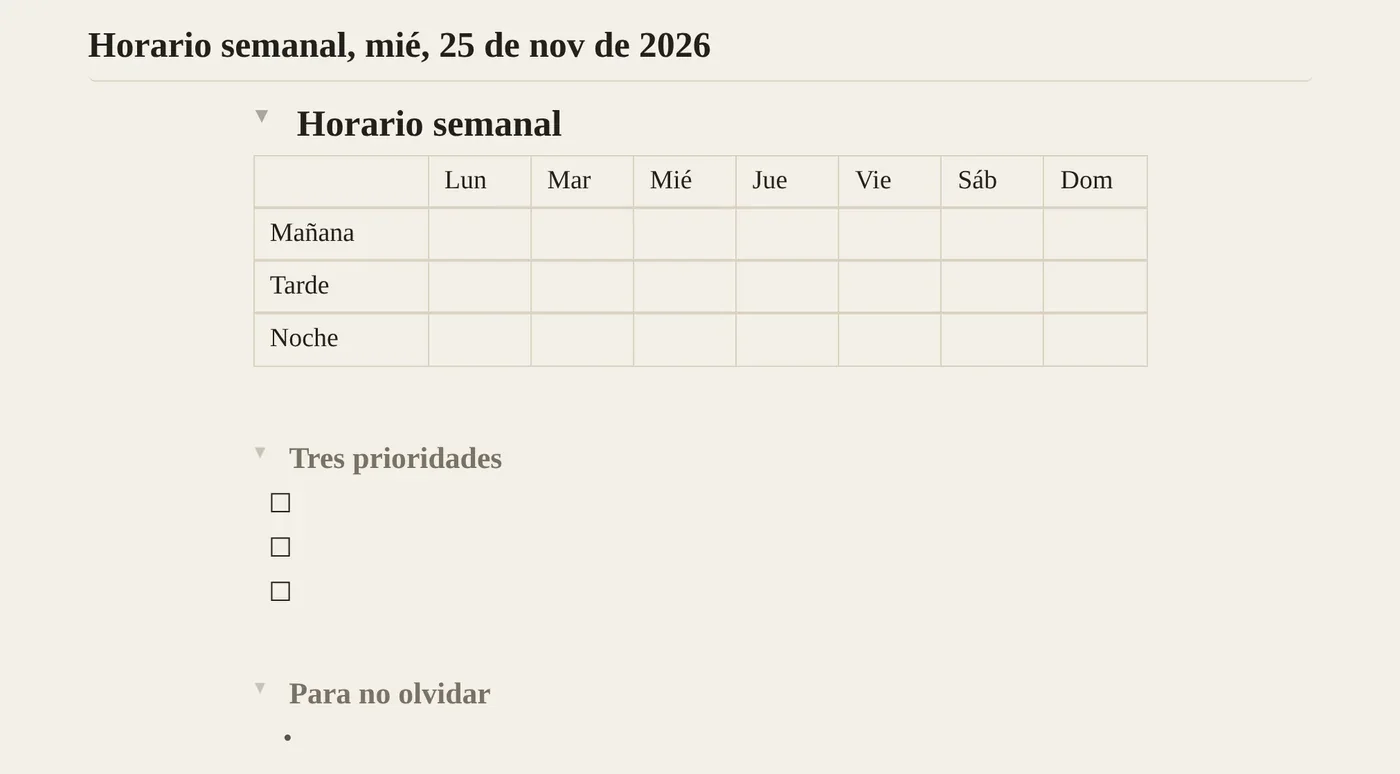 Horario semanal, mié, 25 de nov de 2026
Horario semanal
Lun Mar Mié Jue Vie Sáb Dom
Mañana
Tarde
Noche
Tres prioridades
Para no olvidar